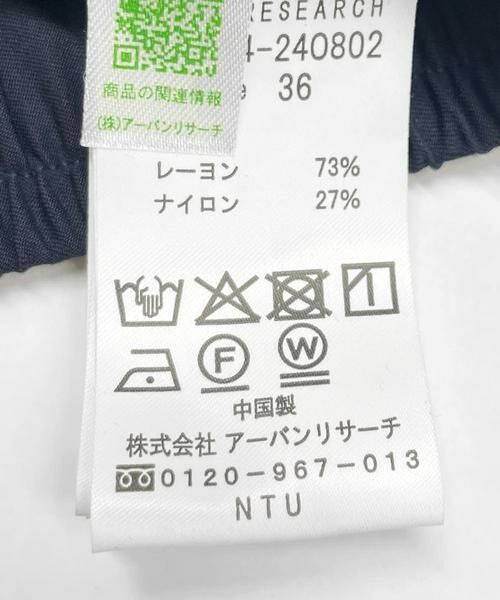 RESEARCH
4-240802
36
商品の関連情報
(株)アーバンリサーチ
レーヨン 73%
ナイロン 27%
F W
中国製
株式会社 アーバンリサーチ
0120-967-013
NTU